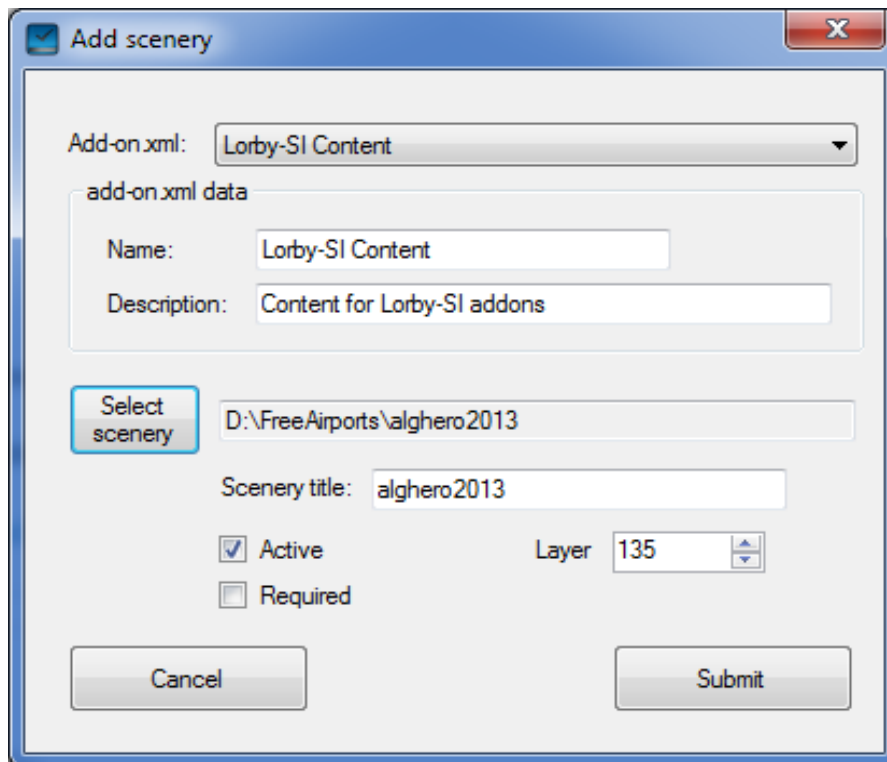 Add scenery
Add-on.xml: Lorby-SI Content
add-on.xml data
Name: Lorby-SI Content
Description: Content for Lorby-SI addons
Select scenery
D:\FreeAirports\alghero2013
Scenery title: alghero2013
Active Layer 135
Required
Cancel Submit